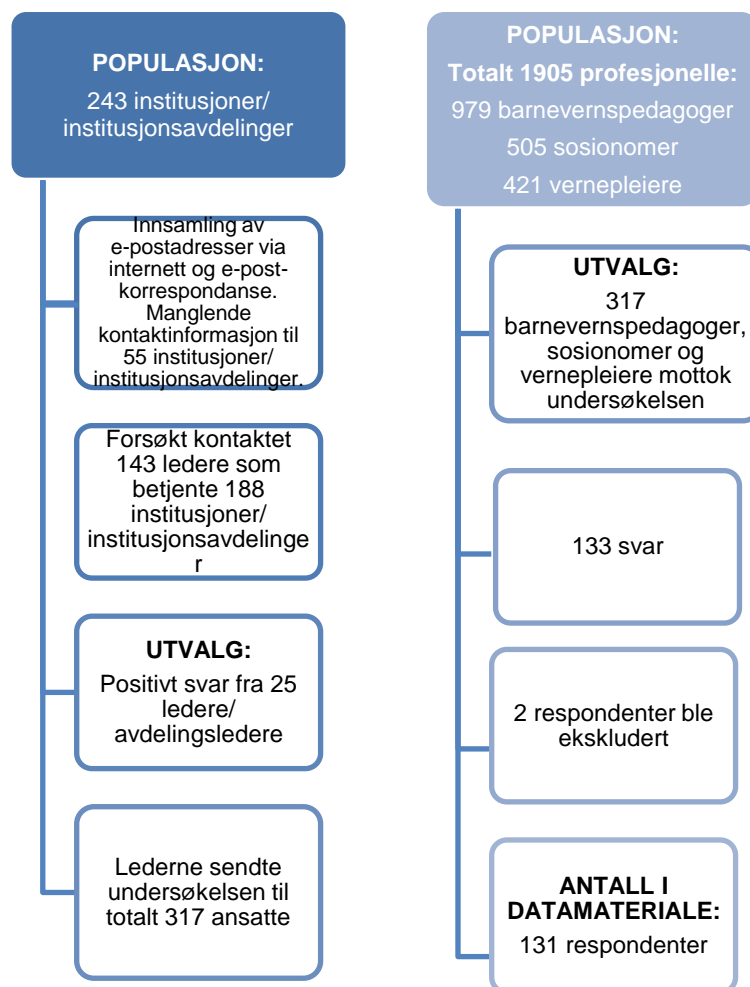 POPULASJON:
243 institusjoner/
institusjonsavdelinger
Innsamling av
e-postadresser via
internett og e-post-
korrespondanse.
Manglende
kontaktinformasjon til
55 institusjoner/
institusjonsavdelinger.
Forsøkt kontaktet
143 ledere som
betjente 188
institusjoner/
institusjonsavdelinge
r
UTVALG:
Positivt svar fra 25
ledere/
avdelingsledere
Lederne sendte
undersøkelsen til
totalt 317 ansatte
POPULASJON:
Totalt 1905 profesjonelle:
979 barnevernspedagoger
505 sosionomer
421 vernepleiere
UTVALG:
317
barnevernspedagoger,
sosionomer og
vernepleiere mottok
undersøkelsen
133 svar
2 respondenter ble
ekskludert
ANTALL I
DATAMATERIALE:
131 respondenter